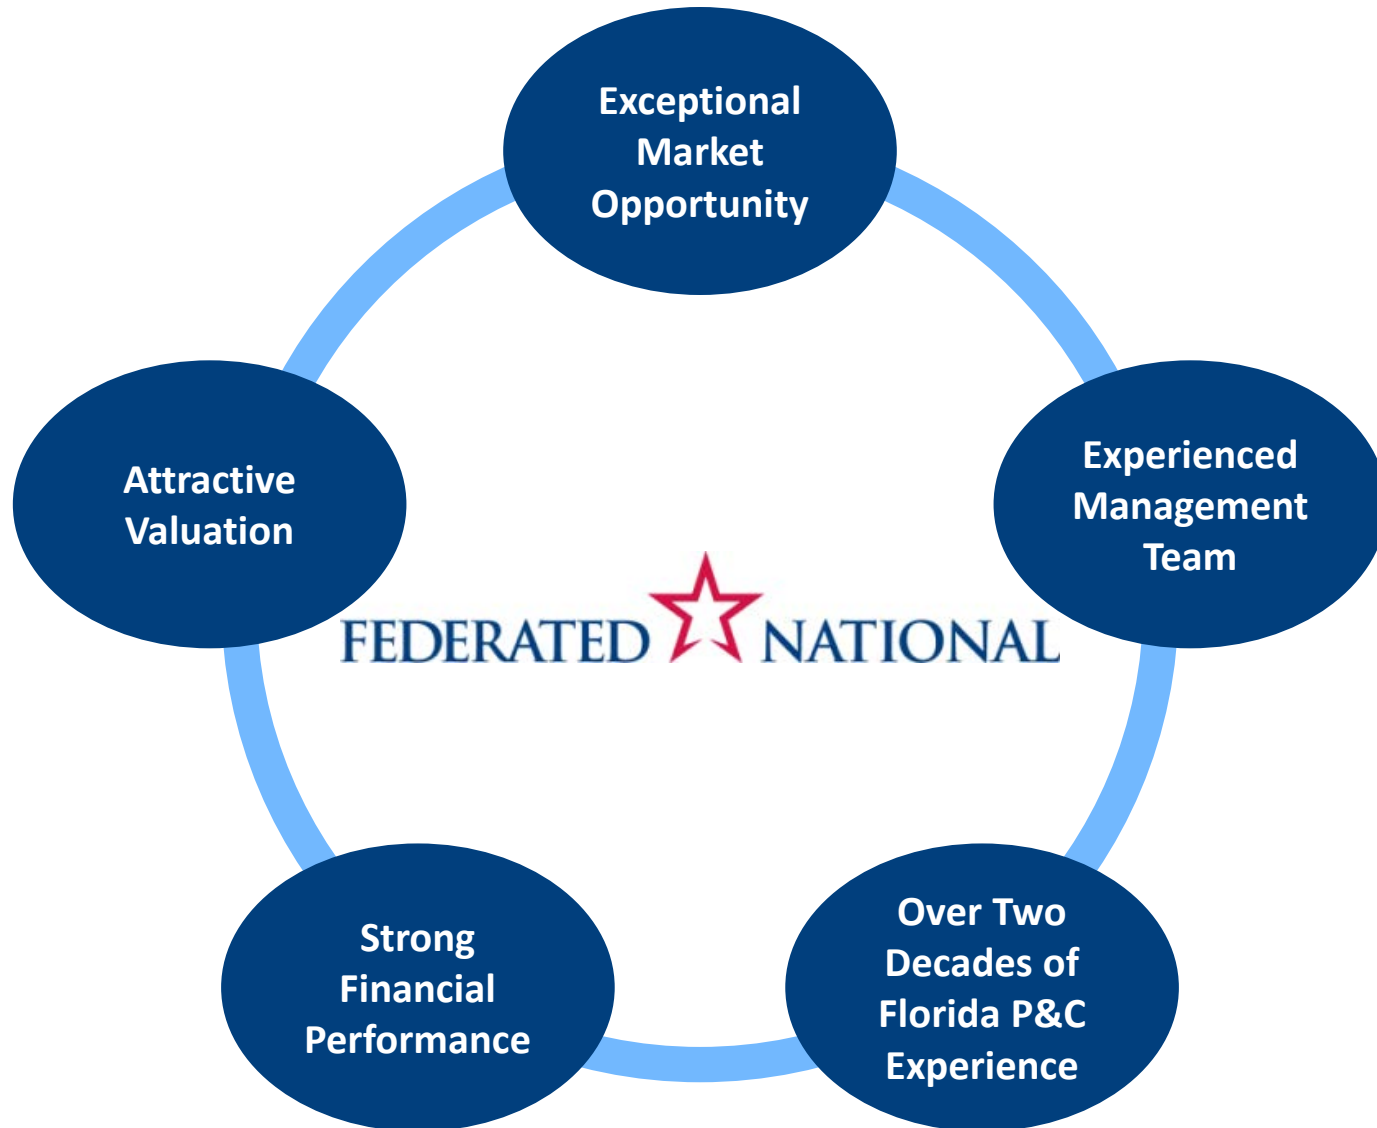 Exceptional
Market
Opportunity
Experienced
Management
Team
Attractive
Valuation
FEDERATED NATIONAL
Over Two
Decades of
Florida P&C
Experience
Strong
Financial
Performance